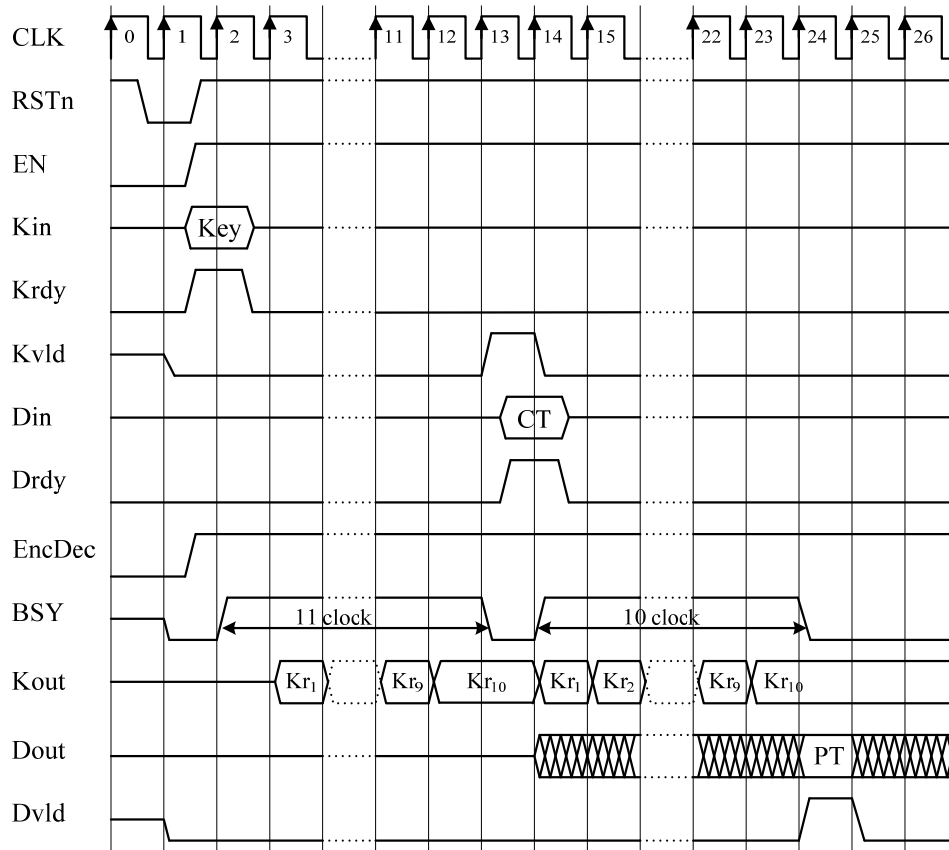 CLK 0 1 2 3 11 12 13 14 15 22 23 24 25 26
RSTn
EN
Kin Key
Krdy
Kvld
Din CT
Drdy
EncDec
BSY 11 clock 10 clock
Kout Kr1 Kr9 Kr10 Kr1 Kr2 Kr9 Kr10
Dout PT
Dvld